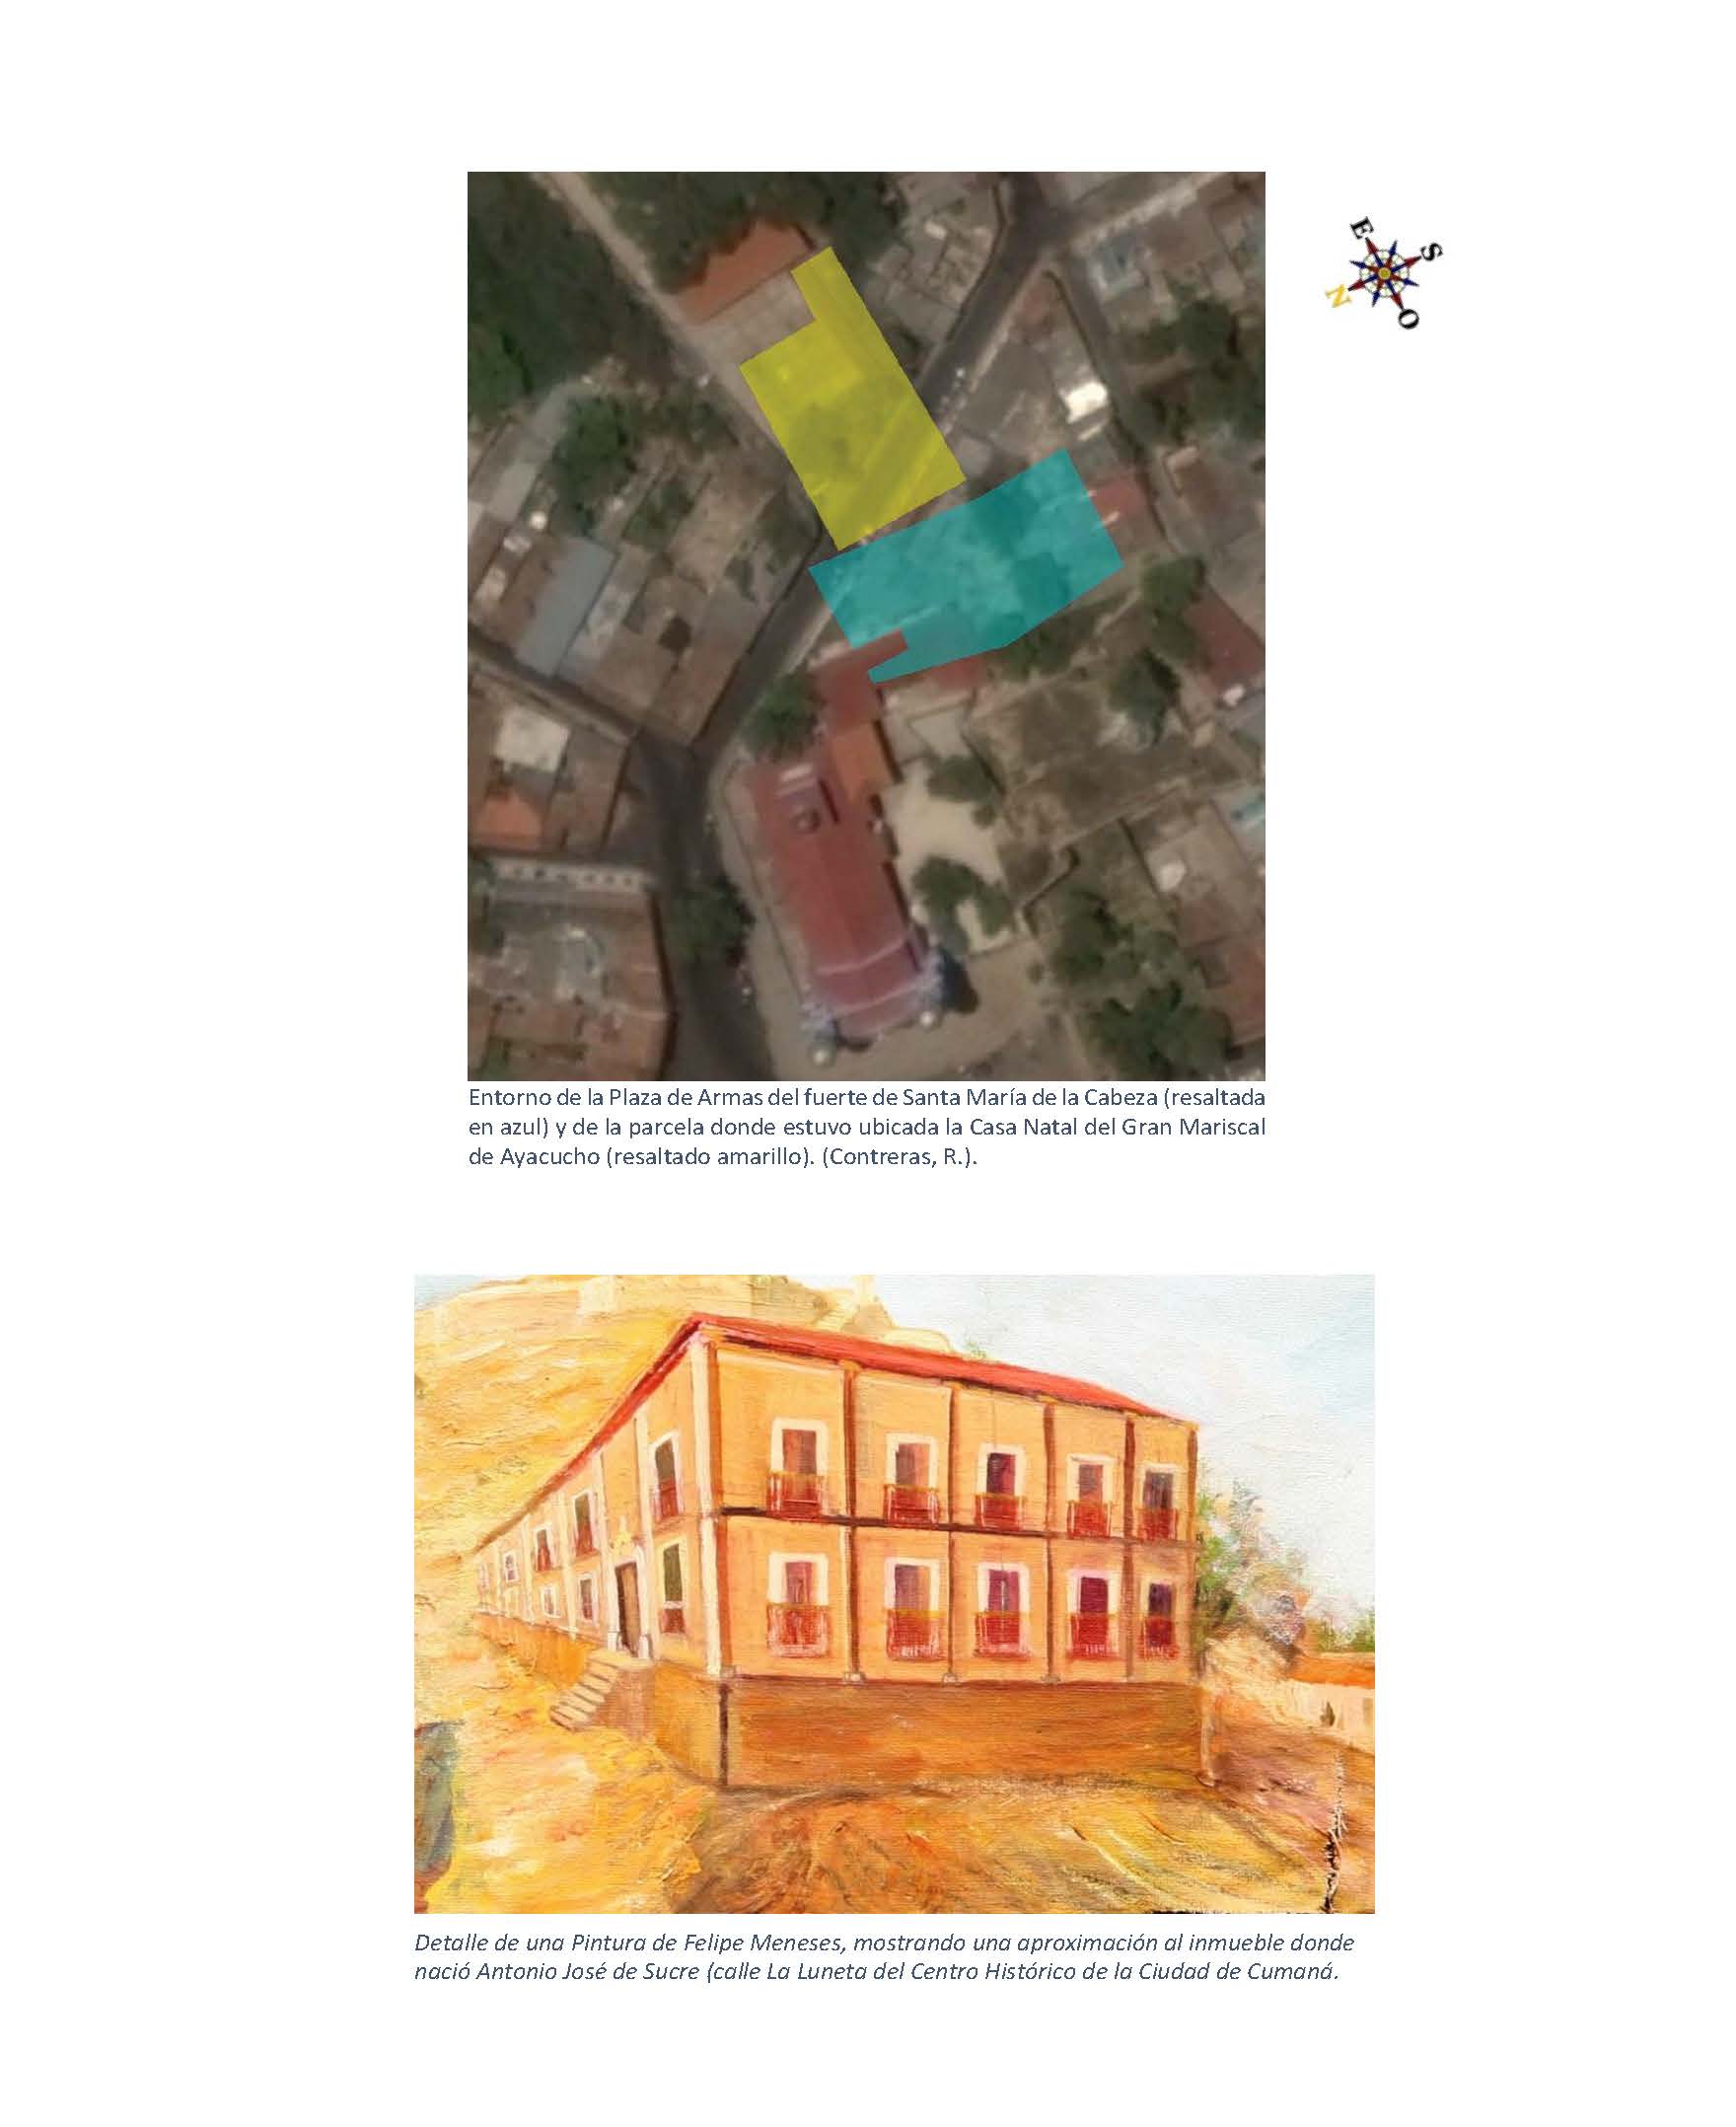 E
S
N
O
Entorno de la Plaza de Armas del fuerte de Santa María de la Cabeza (resaltada
en azul) y de la parcela donde estuvo ubicada la Casa Natal del Gran Mariscal
de Ayacucho (resaltado amarillo). (Contreras, R.).
Detalle de una Pintura de Felipe Meneses, mostrando una aproximación al inmueble donde
nació Antonio José de Sucre (calle La Luneta del Centro Histórico de la Ciudad de Cumaná.